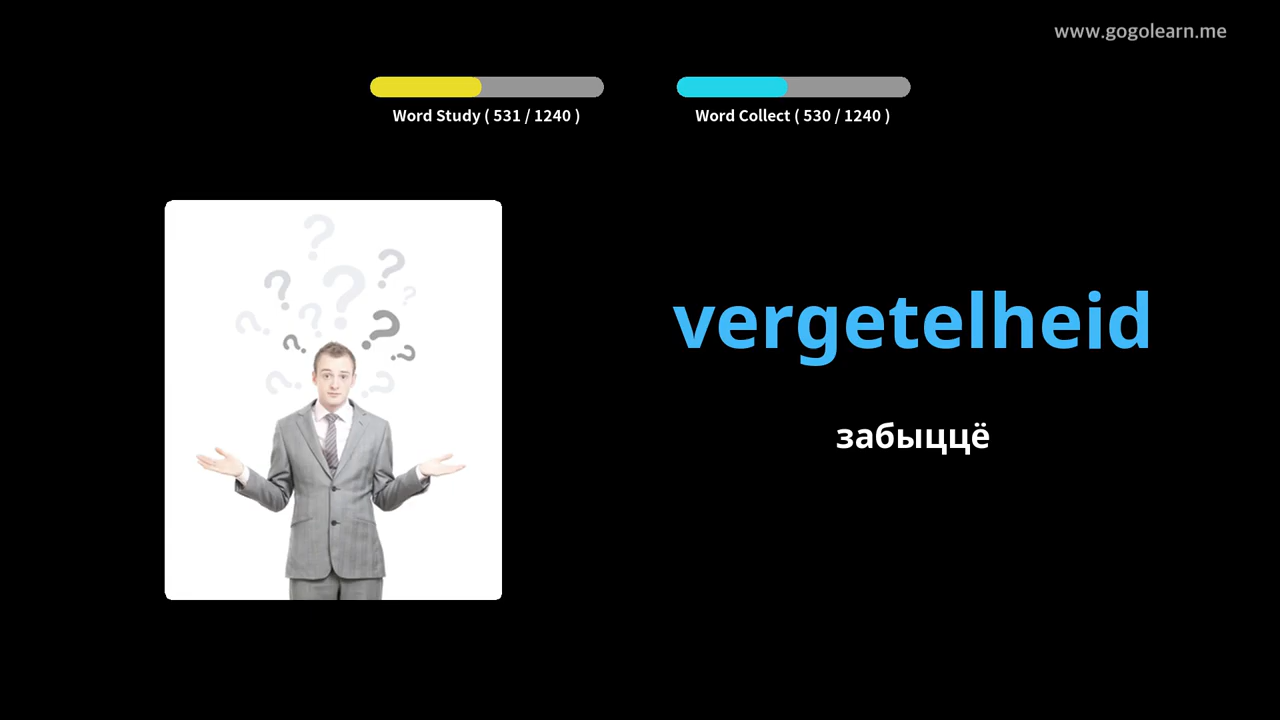 www.gogolearn.me
Word Study ( 531 / 1240 )
Word Collect ( 530 / 1240 )
vergetelheid
забыццё